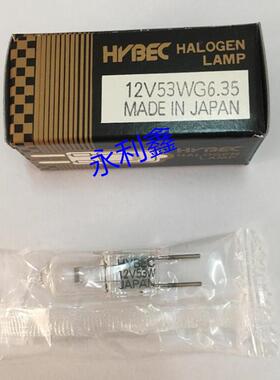 HYBEC HALOGEN
LAMP
12V53WG6.35
MADE IN JAPAN
永利鑫
HYBEC
12V53W
JAPAN